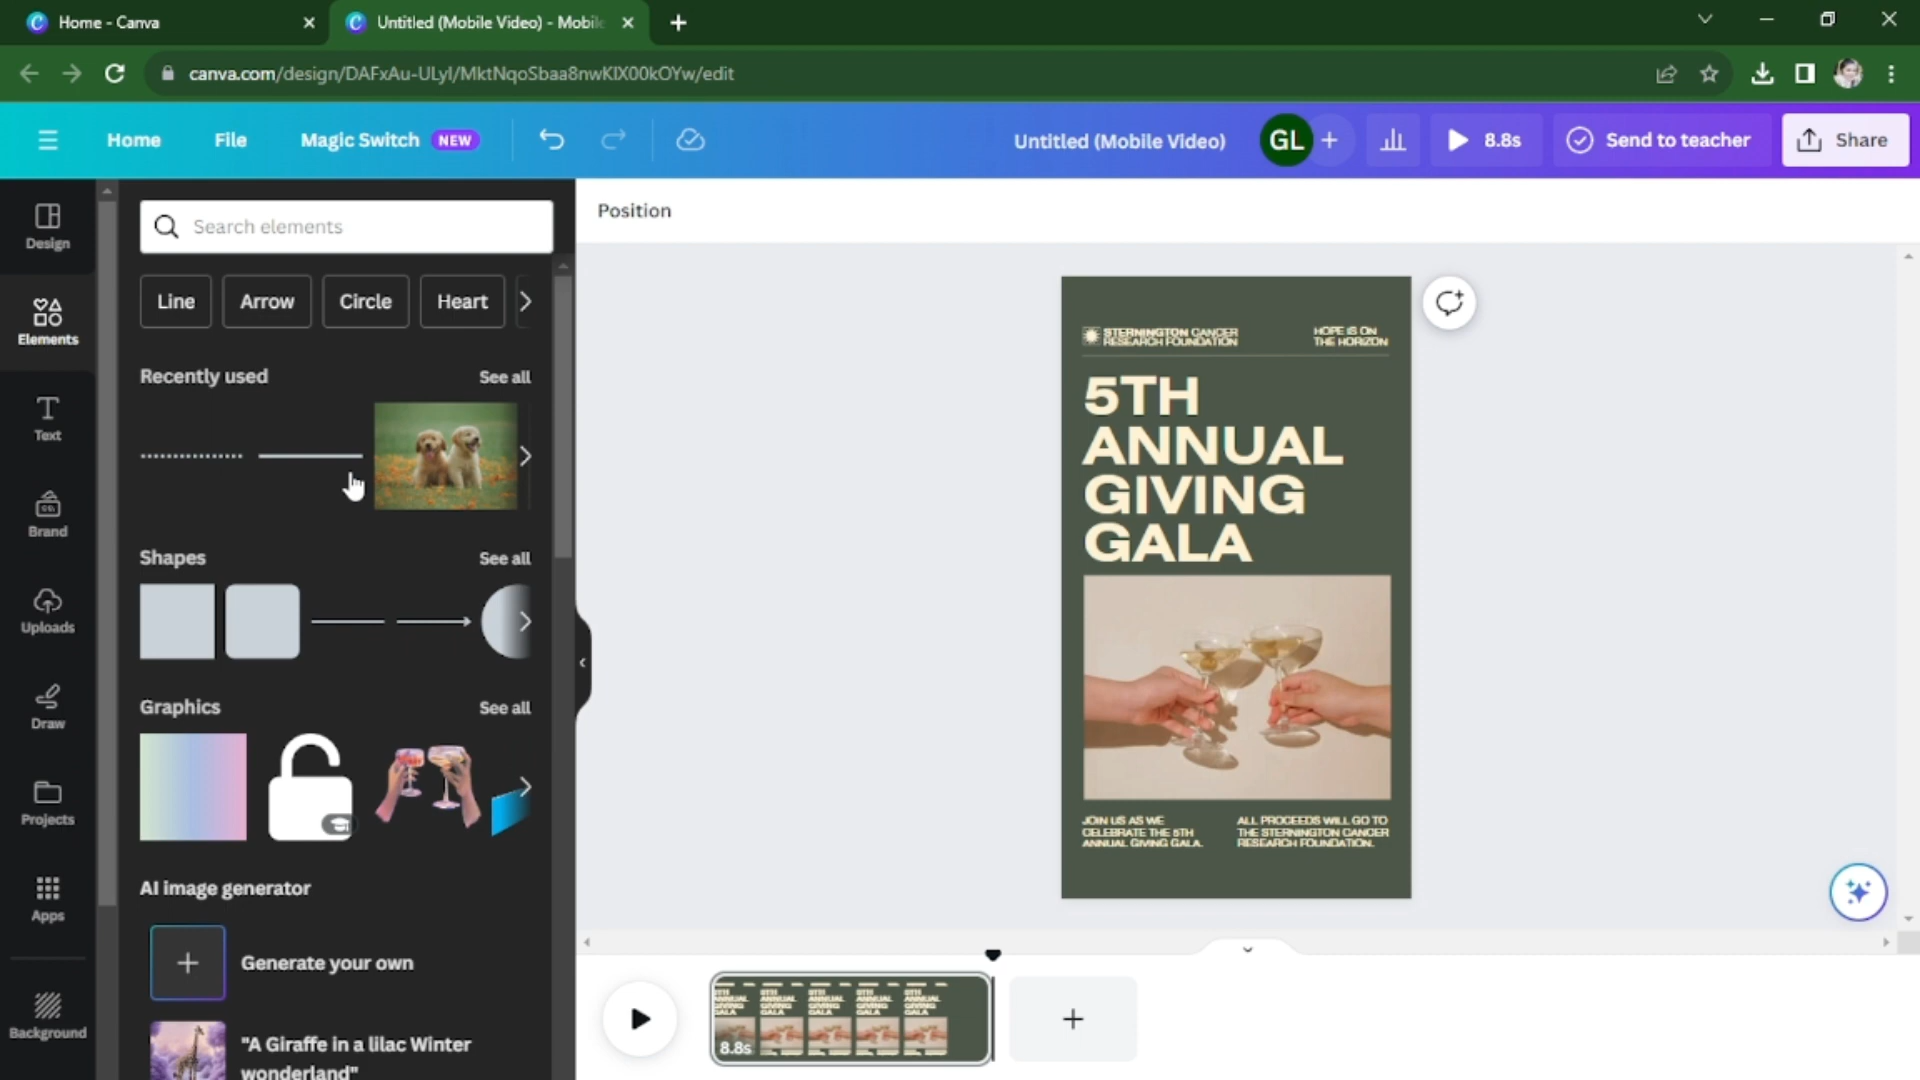 Home - Canva
Untitled (Mobile Video) - Mobile
canva.com/design/DAFxAu-ULyI/MktNqoSbaa8nwKlX00kOYw/edit
Home
File
Magic Switch
NEW
Untitled (Mobile Video)
GL
8.8s
Send to teacher
Share
Design
Elements
Text
Brand
Uploads
Draw
Projects
Apps
Background
Search elements
Line
Arrow
Circle
Heart
Recently used
See all
Shapes
See all
Graphics
See all
AI image generator
Generate your own
"A Giraffe in a lilac Winter
wonderland"
Position
STERNINGTON CANCER
RESEARCH FOUNDATION
HOPE IS ON
THE HORIZON
5TH
ANNUAL
GIVING
GALA
JOIN US AS WE
CELEBRATE THE 5TH
ANNUAL GIVING GALA.
ALL PROCEEDS WILL GO TO
THE STERNINGTON CANCER
RESEARCH FOUNDATION.
8.8s